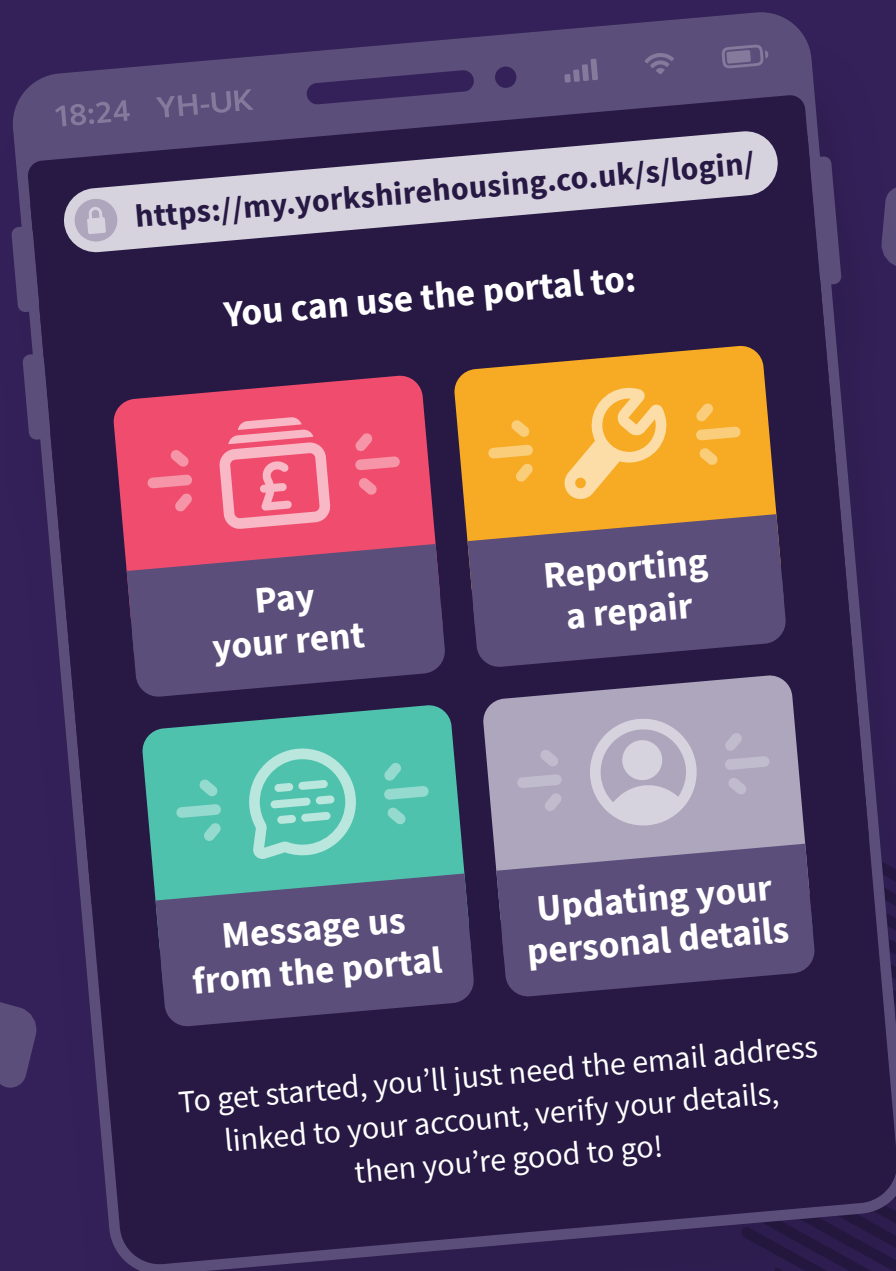 18:24 YH-UK
https://my.yorkshirehousing.co.uk/s/login/
You can use the portal to:
£
Pay
your rent
Reporting
a repair
Message us
from the portal
Updating your
personal details
To get started, you’ll just need the email address
linked to your account, verify your details,
then you’re good to go!